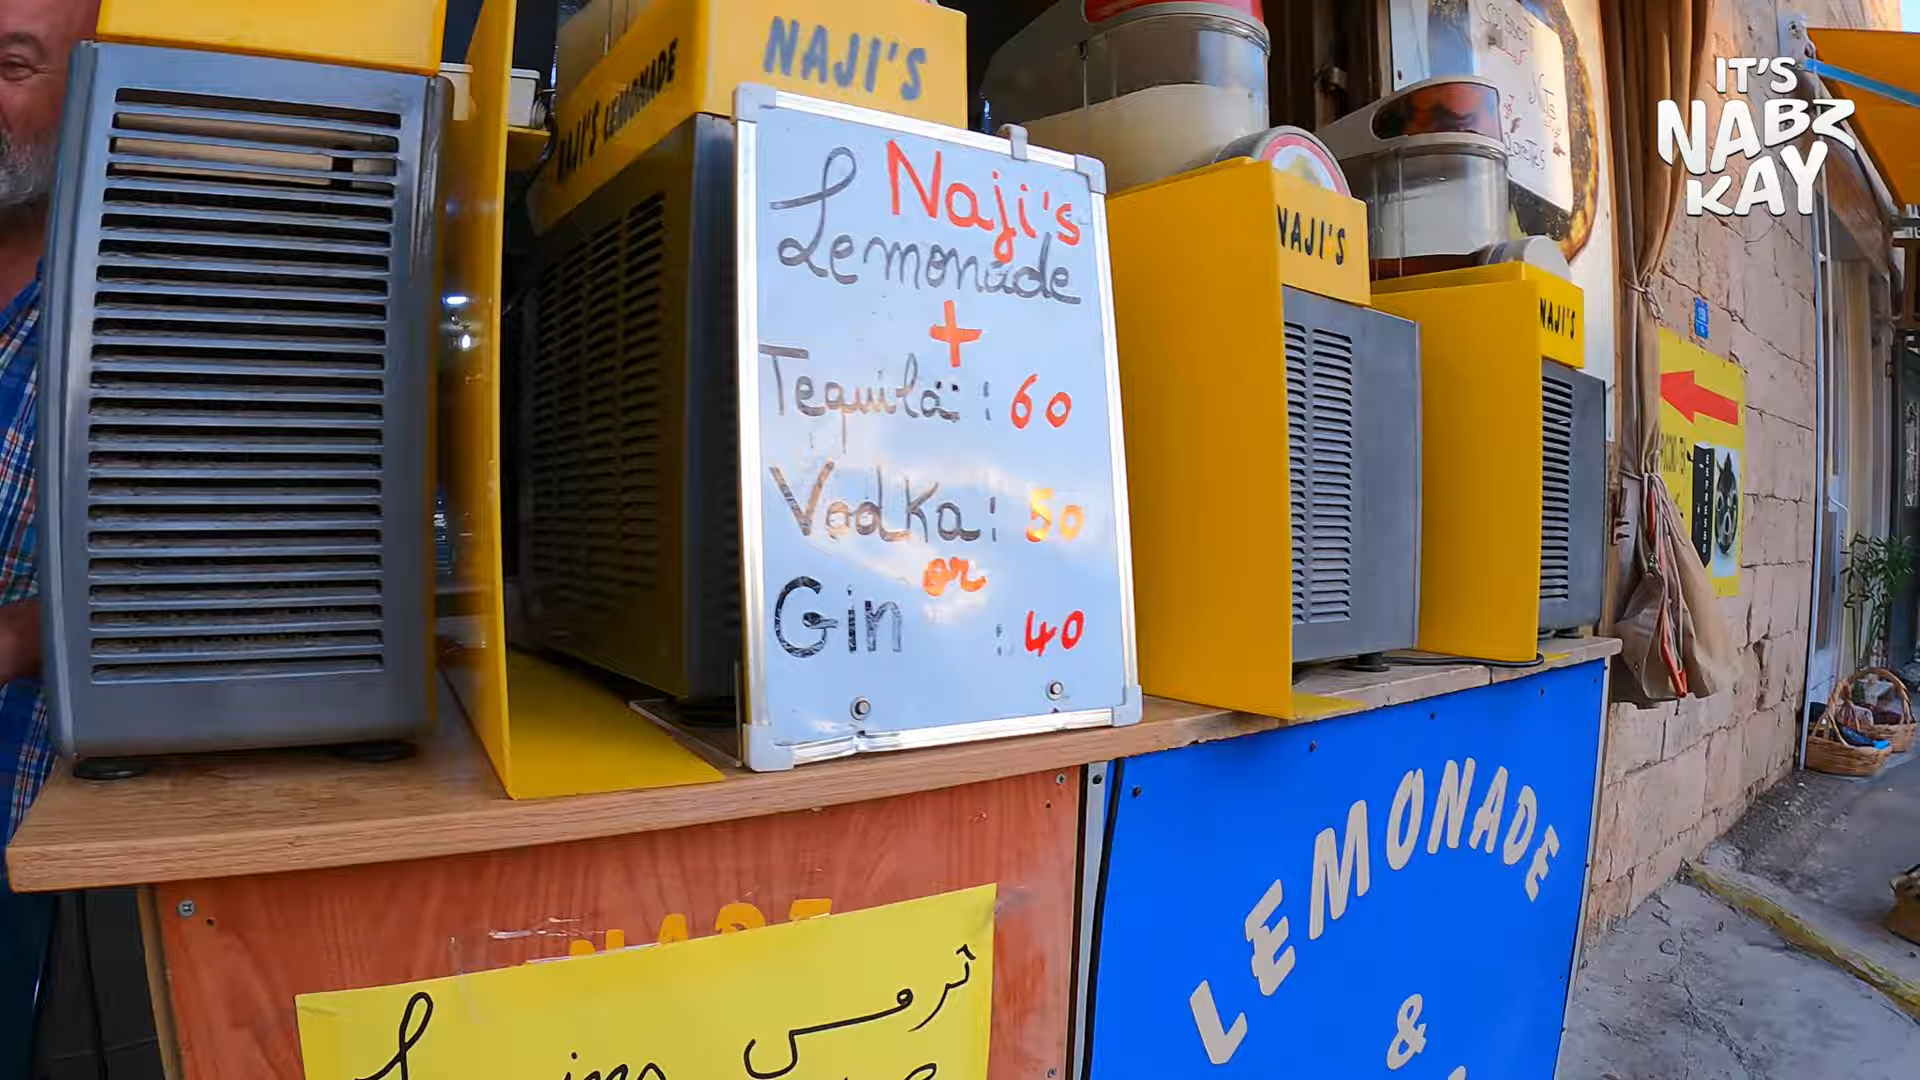 IT'S
NABZ
KAY
NAJI'S
NAJI'S LEMONADE
Naji's
Lemonade
+
Tequila : 60
Vodka : 50
or
Gin : 40
NAJI'S
NAJI'S
LEMONADE
&
ترمس